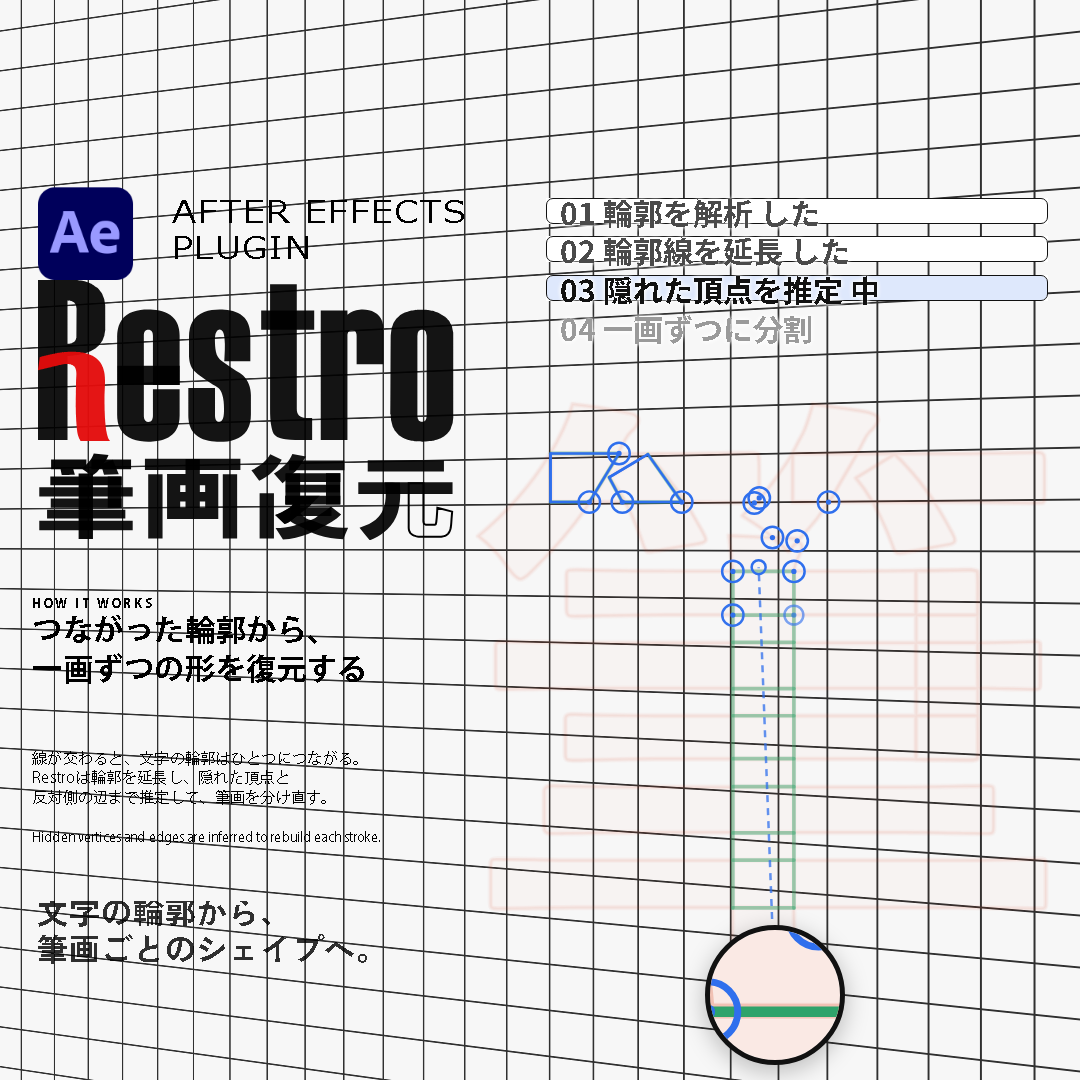 Ae
AFTER EFFECTS
PLUGIN
Restro
筆画復元
01 輪郭を解析 した
02 輪郭線を延長 した
03 隠れた頂点を推定 中
04 一画ずつに分割
HOW IT WORKS
つながった輪郭から、
一画ずつの形を復元する
線が交わると、文字の輪郭はひとつにつながる。
Restroは輪郭を延長し、隠れた頂点と
反対側の辺まで推定して、筆画を分け直す。
Hidden vertices and edges are inferred to rebuild each stroke.
文字の輪郭から、
筆画ごとのシェイプへ。
筆